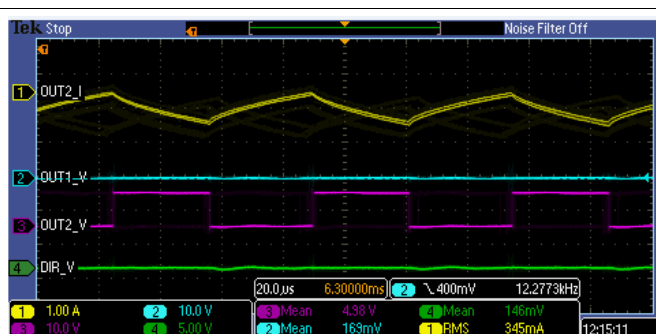 Tek Stop Noise Filter Off
1 OUT2_I
2 OUT1_V
3 OUT2_V
4 DIR_V
20.0µs 6.30000ms 2 400mV 12.2773kHz
1 1.00 A 2 10.0 V 3 Mean 4.98 V 4 Mean 146mV
3 10.0 V 4 5.00 V 2 Mean 169mV 1 RMS 345mA 12:15:11